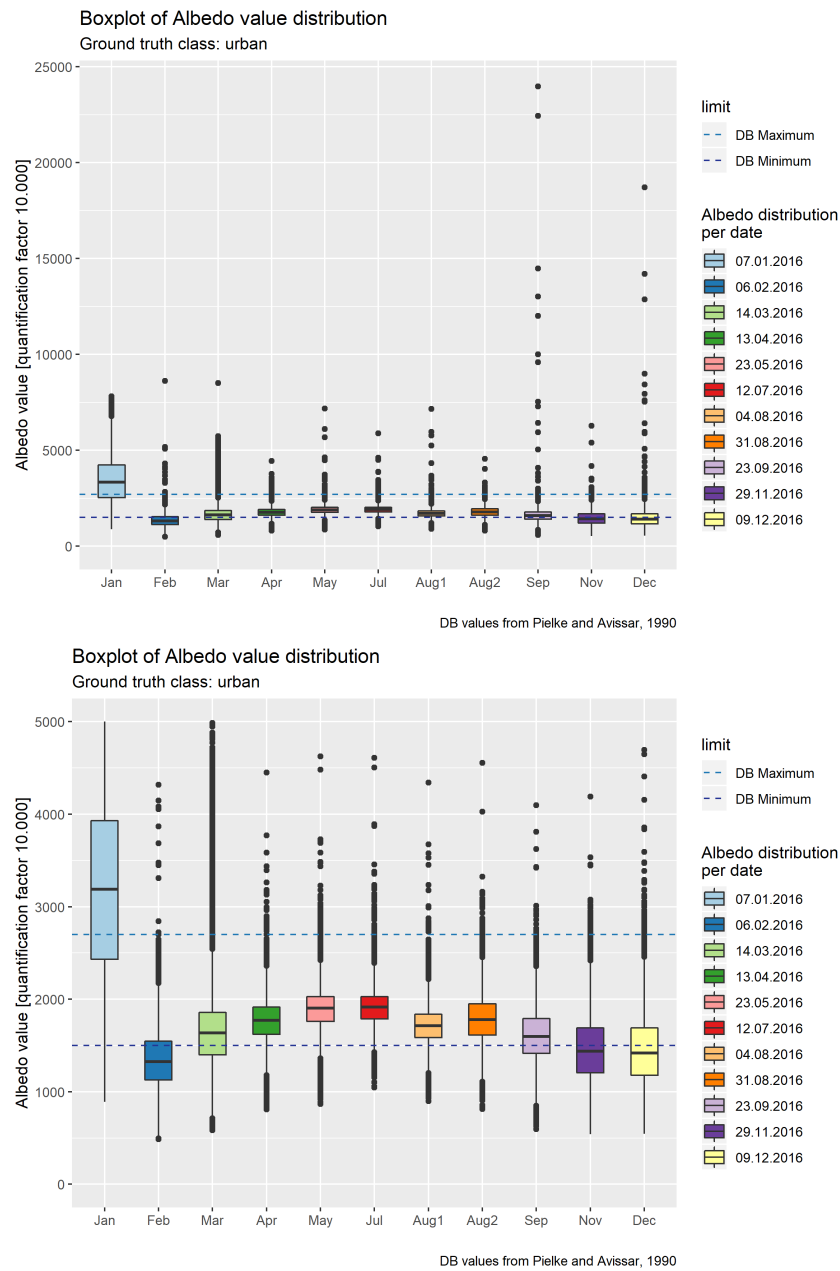 Boxplot of Albedo value distribution
Ground truth class: urban
Albedo value [quantification factor 10.000]
25000
20000
15000
10000
5000
0
Jan Feb Mar Apr May Jul Aug1 Aug2 Sep Nov Dec
DB values from Pielke and Avissar, 1990
limit
DB Maximum
DB Minimum
Albedo distribution
per date
07.01.2016
06.02.2016
14.03.2016
13.04.2016
23.05.2016
12.07.2016
04.08.2016
31.08.2016
23.09.2016
29.11.2016
09.12.2016
Boxplot of Albedo value distribution
Ground truth class: urban
Albedo value [quantification factor 10.000]
5000
4000
3000
2000
1000
0
Jan Feb Mar Apr May Jul Aug1 Aug2 Sep Nov Dec
DB values from Pielke and Avissar, 1990
limit
DB Maximum
DB Minimum
Albedo distribution
per date
07.01.2016
06.02.2016
14.03.2016
13.04.2016
23.05.2016
12.07.2016
04.08.2016
31.08.2016
23.09.2016
29.11.2016
09.12.2016